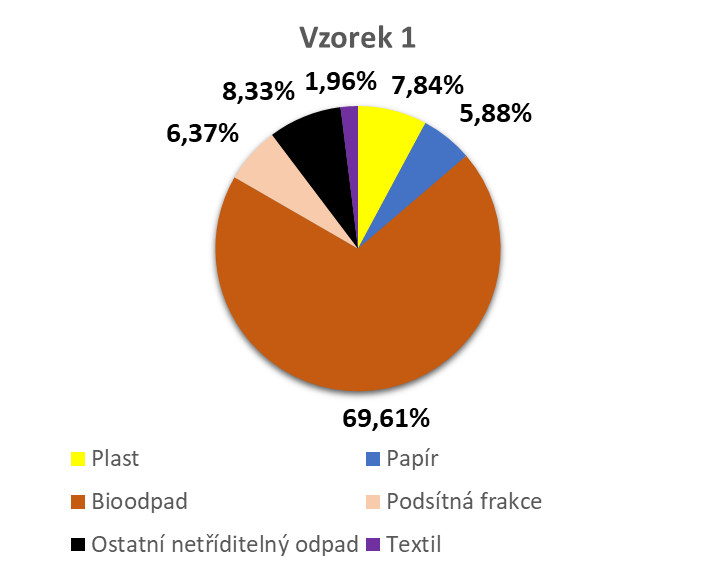 Vzorek 1
1,96%
7,84%
8,33%
5,88%
6,37%
69,61%
Plast
Papír
Bioodpad
Podsítná frakce
Ostatní netříditelný odpad
Textil